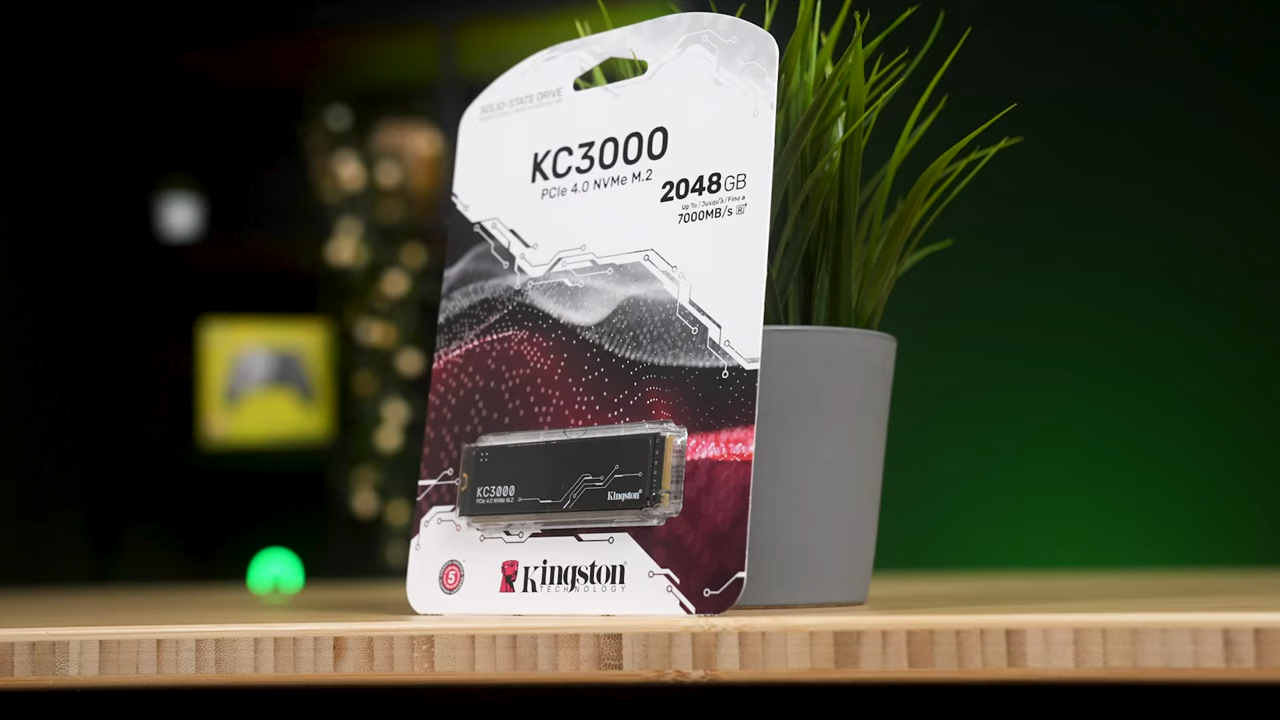 SOLID-STATE DRIVE
KC3000
PCIe 4.0 NVMe M.2
2048GB
Up To / Jusqu'à / Fino a
7000MB/s R
KC3000
PCIe 4.0 NVMe M.2
Kingston
5
Kingston
TECHNOLOGY